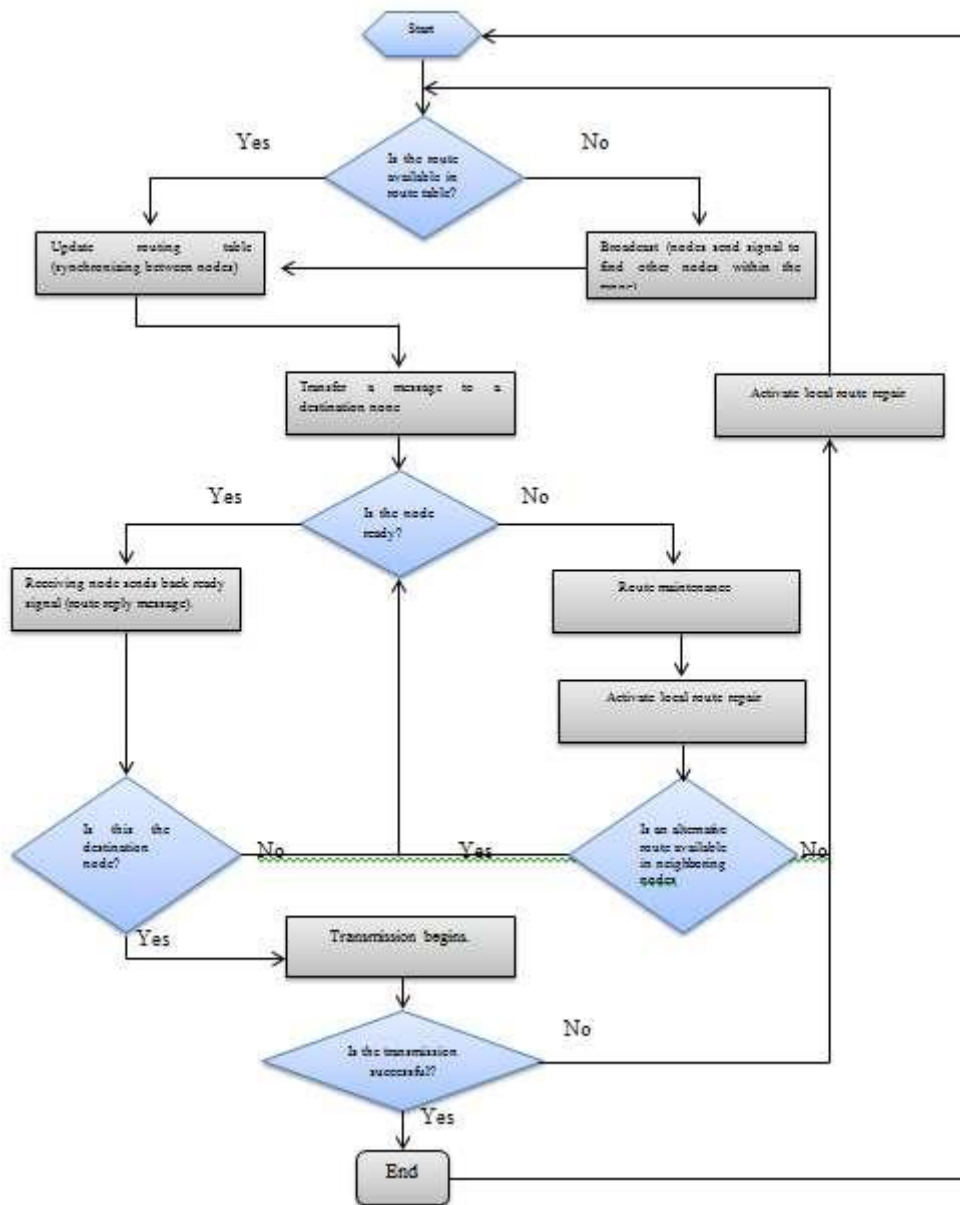 Start
Yes
No
Is the route
available in
route table?
Update routing table
(synchronizing between nodes)
Broadcast (nodes send signal to
find other nodes within the
Transfer a message to a
destination none
Activate local route repair
Yes
No
Is the node
ready?
Receiving node sends back ready
signal (route reply message).
Route maintenance
Activate local route repair
Is this the
destination
node?
No
Yes
Is an alternative
route available
in neighboring
nodes
No
Yes
Transmission begins.
No
Is the transmission
successful?
Yes
End